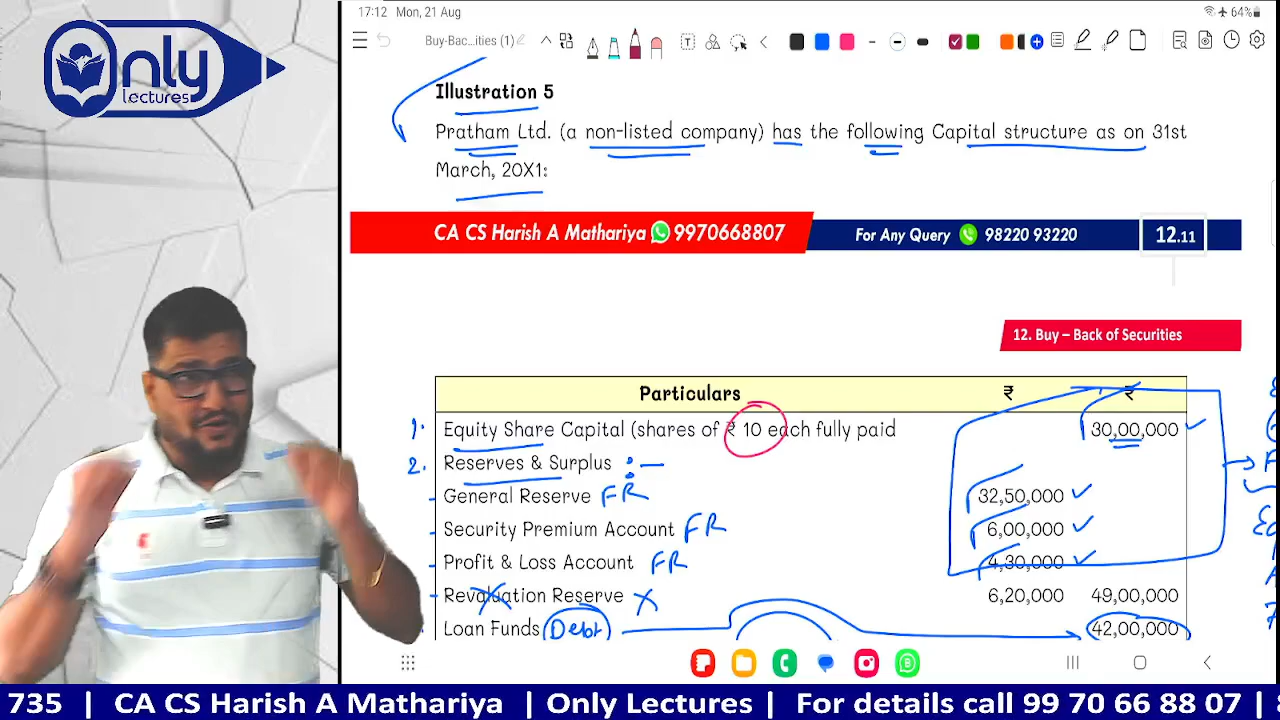 17:12 Mon, 21 Aug
64%
Only
lectures
Buy-Bac...ities (1)
Illustration 5
Pratham Ltd. (a non-listed company) has the following Capital structure as on 31st
March, 20X1:
CA CS Harish A Mathariya 9970668807
For Any Query 98220 93220
12.11
12. Buy – Back of Securities
Particulars ₹ ₹
1. Equity Share Capital (shares of ₹ 10 each fully paid 30,00,000
2. Reserves & Surplus :-
General Reserve FR 32,50,000
Security Premium Account FR 6,00,000
Profit & Loss Account FR 4,30,000
Revaluation Reserve X 6,20,000 49,00,000
Loan Funds (Debt) 42,00,000
735 | CA CS Harish A Mathariya | Only Lectures | For details call 99 70 66 88 07 |